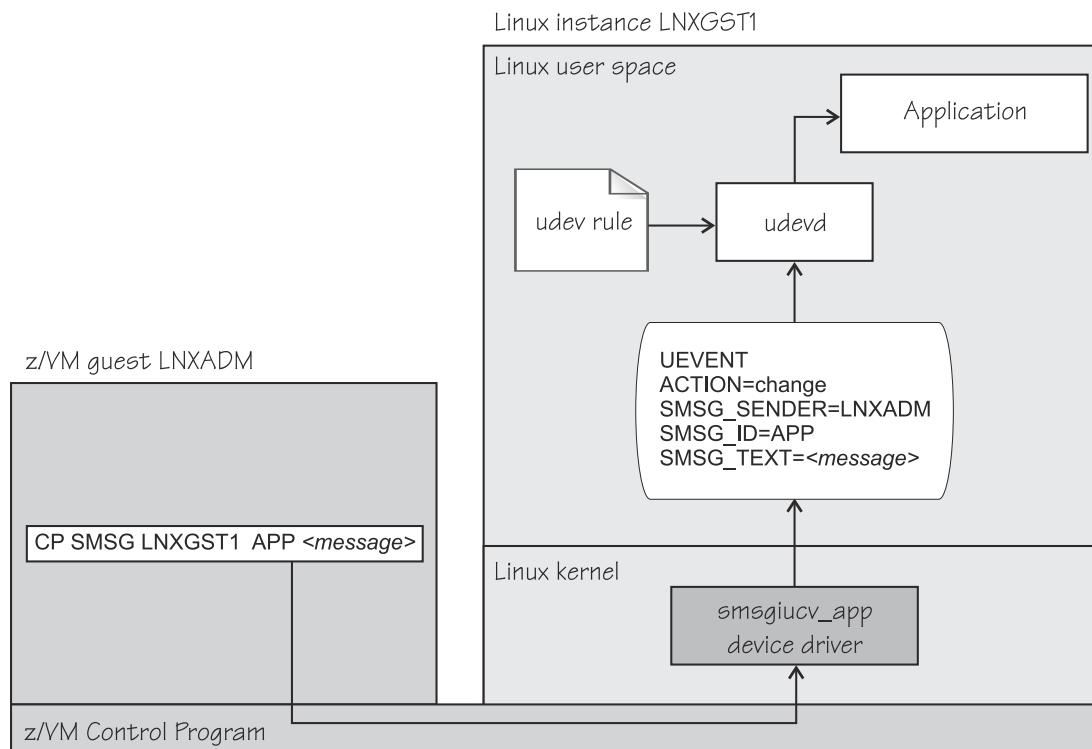 Linux instance LNXGST1
Linux user space
Application
udev rule
udevd
UEVENT
ACTION=change
SMSG_SENDER=LNXADM
SMSG_ID=APP
SMSG_TEXT=<message>
z/VM guest LNXADM
CP SMSG LNXGST1 APP <message>
Linux kernel
smsgiucv_app
device driver
z/VM Control Program